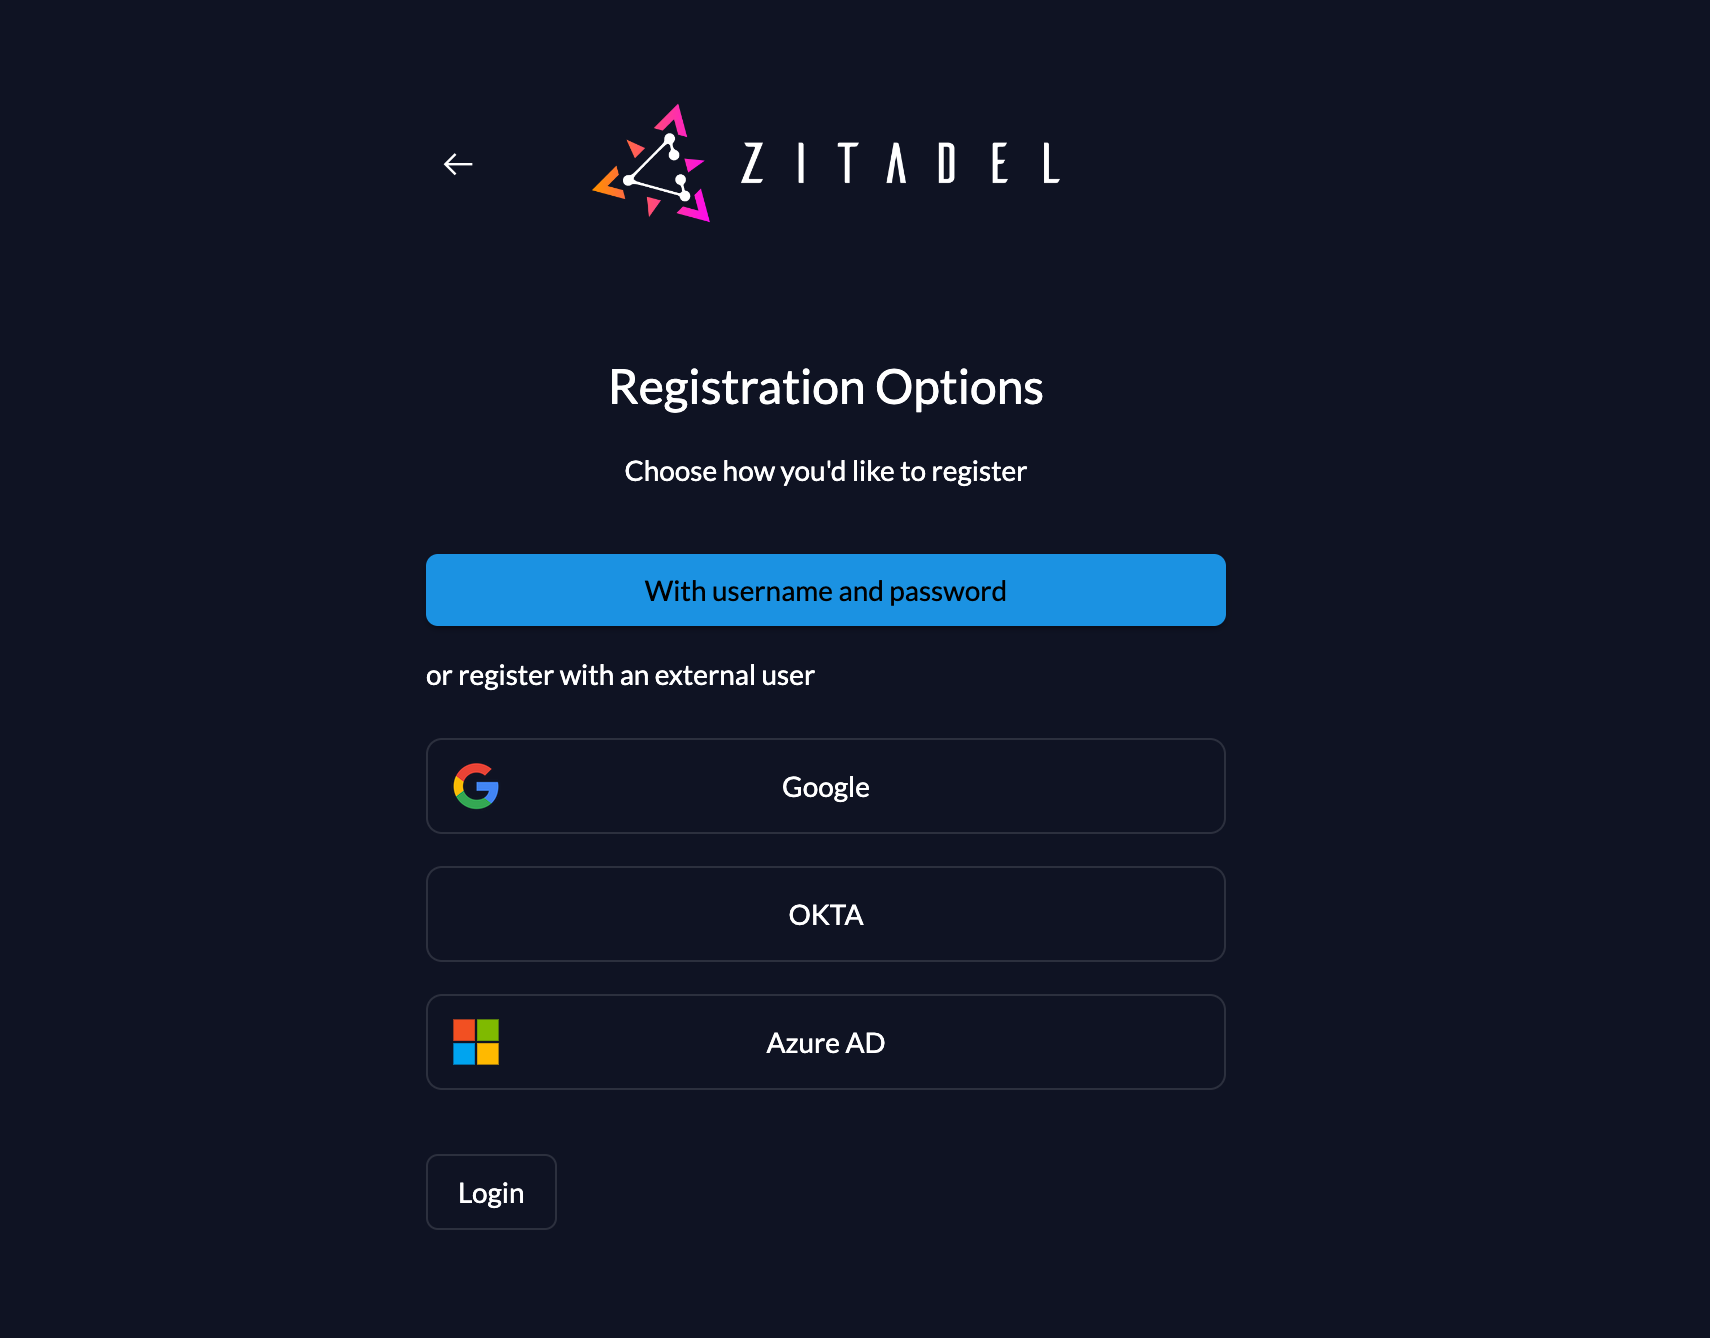 ZITADEL
Registration Options
Choose how you'd like to register
With username and password
or register with an external user
Google
OKTA
Azure AD
Login